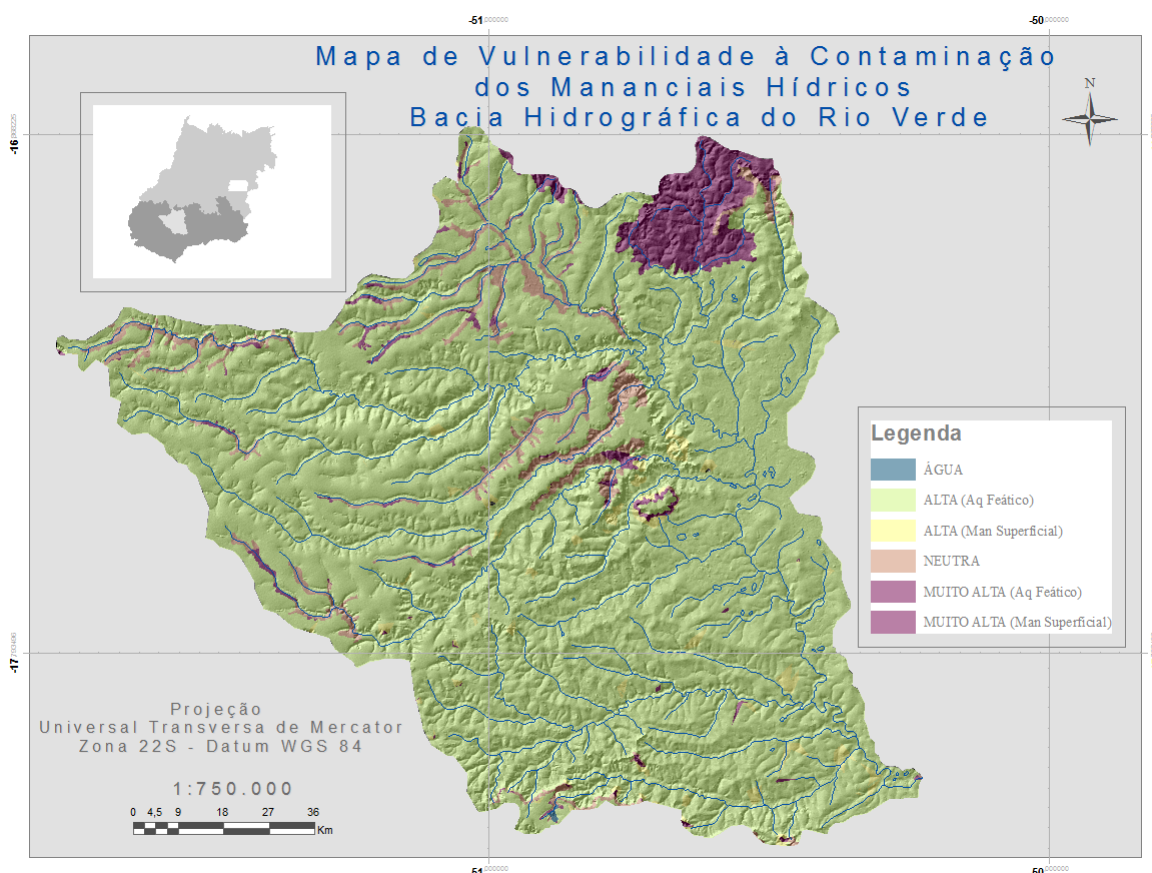 -51
-50
Mapa de Vulnerabilidade à Contaminação
dos Mananciais Hídricos
Bacia Hidrográfica do Rio Verde
N
-16
Legenda
ÁGUA
ALTA (Aq Feático)
ALTA (Man Superficial)
NEUTRA
MUITO ALTA (Aq Feático)
MUITO ALTA (Man Superficial)
-17
Projeção
Universal Transversa de Mercator
Zona 22S - Datum WGS 84
1:750.000
0 4,5 9 18 27 36
Km
-51
-50